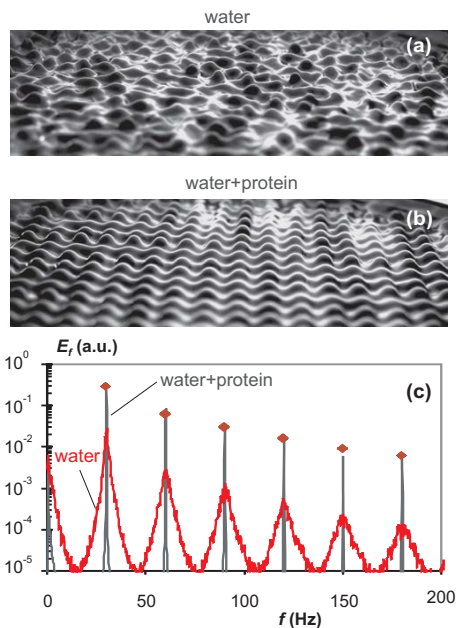 water
(a)
water+protein
(b)
E_f (a.u.)
10^0
(c)
water+protein
10^-1
10^-2
water
10^-3
10^-4
10^-5
0 50 100 150 200
f (Hz)